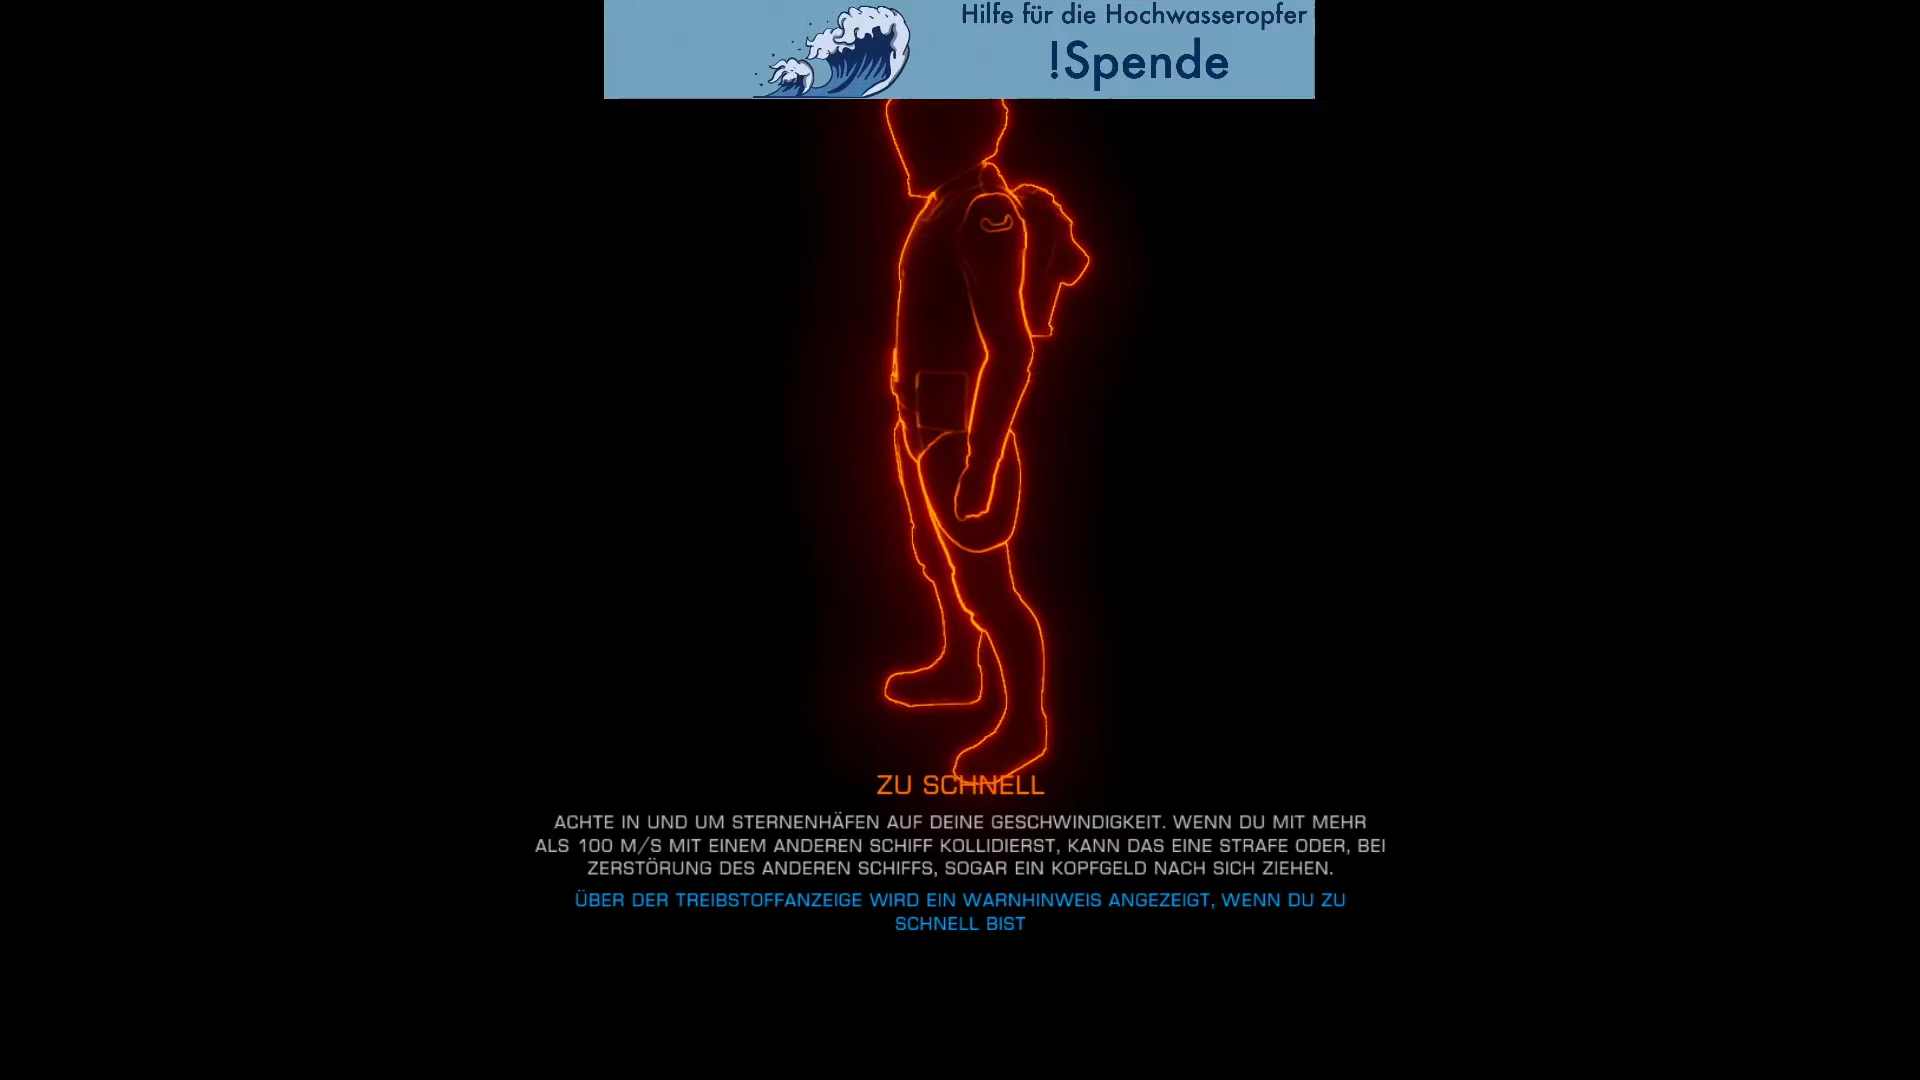 Hilfe für die Hochwasseropfer
!Spende
ZU SCHNELL
ACHTE IN UND UM STERNENHÄFEN AUF DEINE GESCHWINDIGKEIT. WENN DU MIT MEHR
ALS 100 M/S MIT EINEM ANDEREN SCHIFF KOLLIDIERST, KANN DAS EINE STRAFE ODER, BEI
ZERSTÖRUNG DES ANDEREN SCHIFFS, SOGAR EIN KOPFGELD NACH SICH ZIEHEN.
ÜBER DER TREIBSTOFFANZEIGE WIRD EIN WARNHINWEIS ANGEZEIGT, WENN DU ZU
SCHNELL BIST